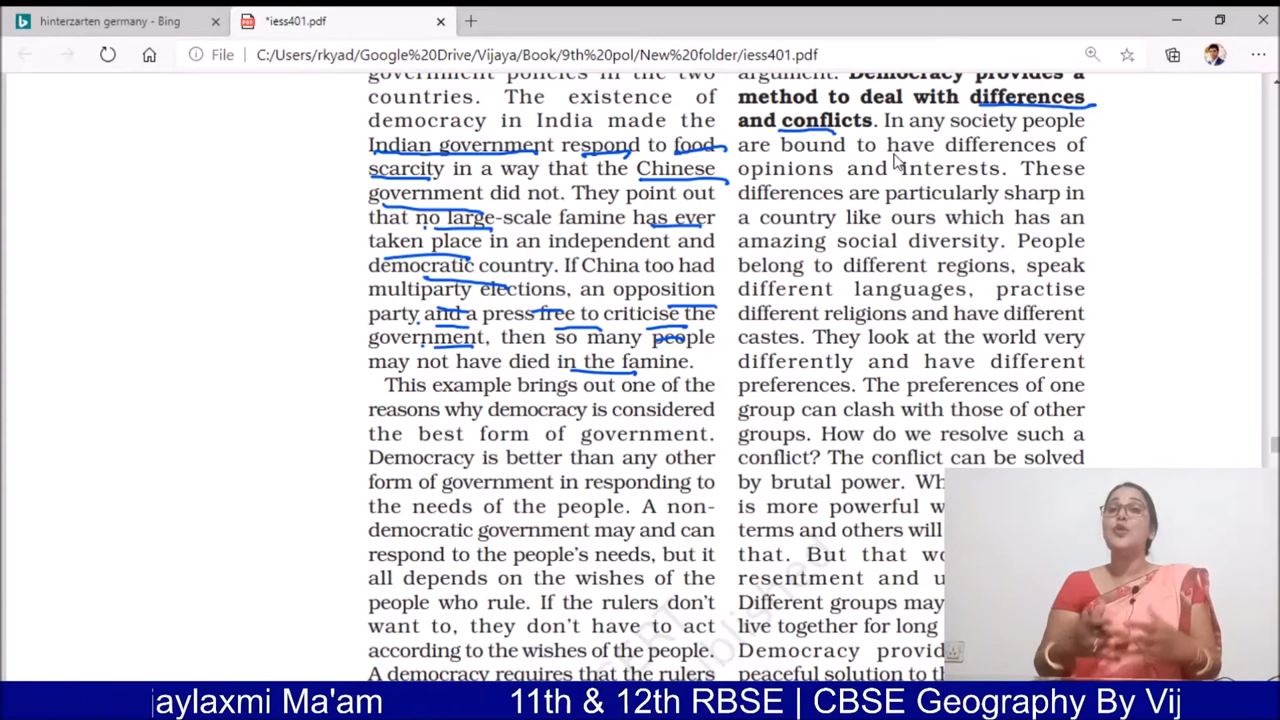 hinterzarten germany - Bing
*iess401.pdf
File
C:/Users/rkyad/Google%20Drive/Vijaya/Book/9th%20pol/New%20folder/iess401.pdf
government policies in the two
countries. The existence of
democracy in India made the
Indian government respond to food
scarcity in a way that the Chinese
government did not. They point out
that no large-scale famine has ever
taken place in an independent and
democratic country. If China too had
multiparty elections, an opposition
party and a press free to criticise the
government, then so many people
may not have died in the famine.
This example brings out one of the
reasons why democracy is considered
the best form of government.
Democracy is better than any other
form of government in responding to
the needs of the people. A non-
democratic government may and can
respond to the people's needs, but it
all depends on the wishes of the
people who rule. If the rulers don't
want to, they don't have to act
according to the wishes of the people.
A democracy requires that the rulers
argument. Democracy provides a
method to deal with differences
and conflicts. In any society people
are bound to have differences of
opinions and interests. These
differences are particularly sharp in
a country like ours which has an
amazing social diversity. People
belong to different regions, speak
different languages, practise
different religions and have different
castes. They look at the world very
differently and have different
preferences. The preferences of one
group can clash with those of other
groups. How do we resolve such a
conflict? The conflict can be solved
by brutal power. Wh
is more powerful w
terms and others will
that. But that wo
resentment and u
Different groups may
live together for long
Democracy provid
peaceful solution to th
jaylaxmi Ma'am 11th & 12th RBSE | CBSE Geography By Vij